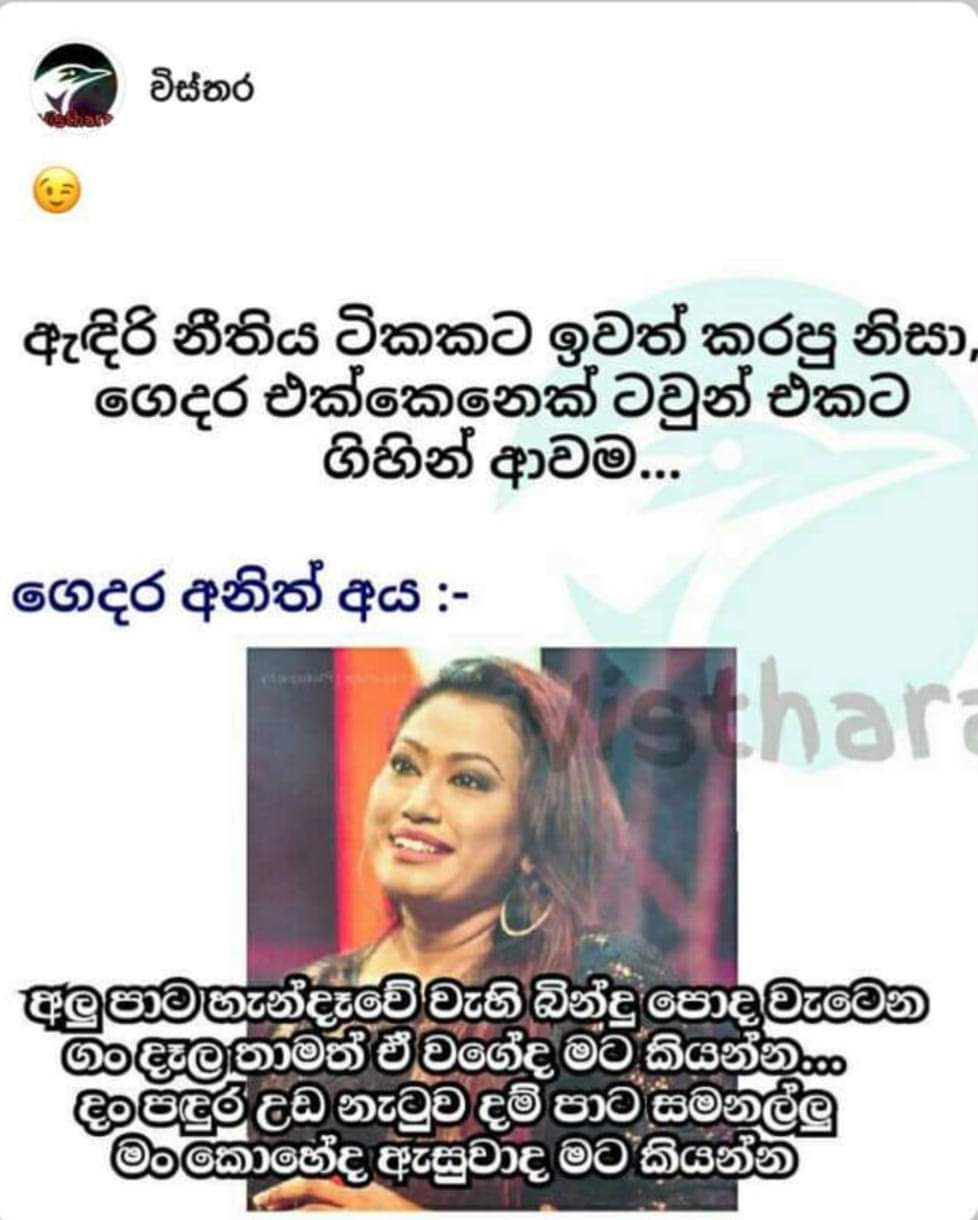 විස්තර
ඇඳිරි නීතිය ටිකකට ඉවත් කරපු නිසා,
ගෙදර එක්කෙනෙක් ටවුන් එකට
ගිහින් ආවම...
ගෙදර අනිත් අය :-
Visthara
අලු පාට හැන්දෑවේ වැහි බින්දු පොද වැටෙන
ගං දෑල තාමත් ඒ වගේද මට කියන්න...
දං පඳුර උඩ නැටුව දම් පාට සමනල්ලු
මං කොහේද ඇසුවාද මට කියන්න